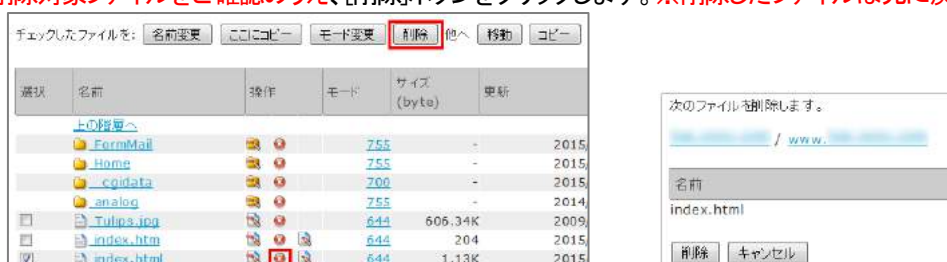 削除対象ファイルをご確認のうえ、[削除]ボタンをクリックします。※削除したファイルは元に
チェックしたファイルを: 名前変更 ここにコピー モード変更 削除 他へ 移動 コピー
選択 名前 操作 モード サイズ(byte) 更新
上の階層へ
FormMail 755 - 2015/
Home 755 - 2015/
cgidata 700 - 2015/
analog 755 - 2014/
Tulips.jpg 644 606.34K 2009/
index.htm 644 204 2015/
index.html 644 1.13K 2015
次のファイルを削除します。
/ www.
名前
index.html
削除 キャンセル